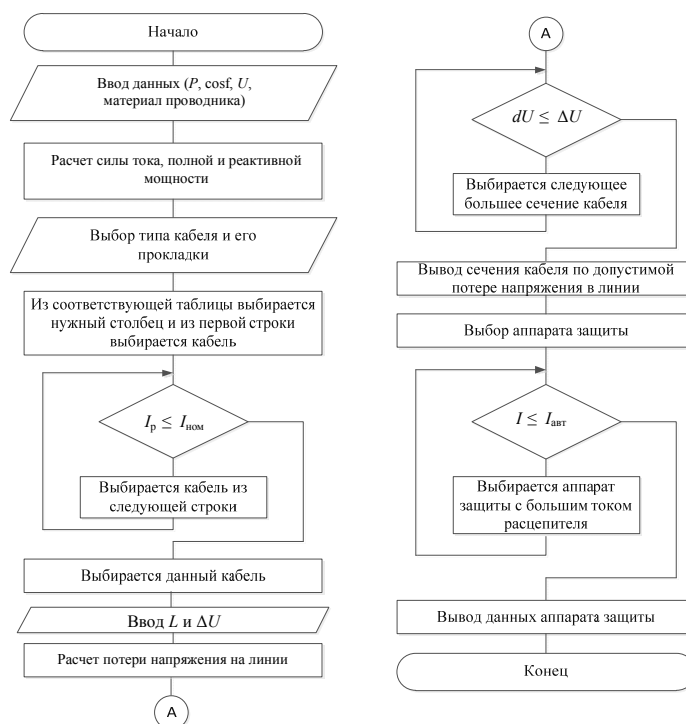 Начало
Ввод данных (P, cosf, U,
материал проводника)
Расчет силы тока, полной и реактивной
мощности
Выбор типа кабеля и его
прокладки
Из соответствующей таблицы выбирается
нужный столбец и из первой строки
выбирается кабель
Iр ≤ Iном
Выбирается кабель из
следующей строки
Выбирается данный кабель
Ввод L и ΔU
Расчет потери напряжения на линии
А
А
dU ≤ ΔU
Выбирается следующее
большее сечение кабеля
Вывод сечения кабеля по допустимой
потере напряжения в линии
Выбор аппарата защиты
I ≤ Iавт
Выбирается аппарат
защиты с большим током
расцепителя
Вывод данных аппарата защиты
Конец